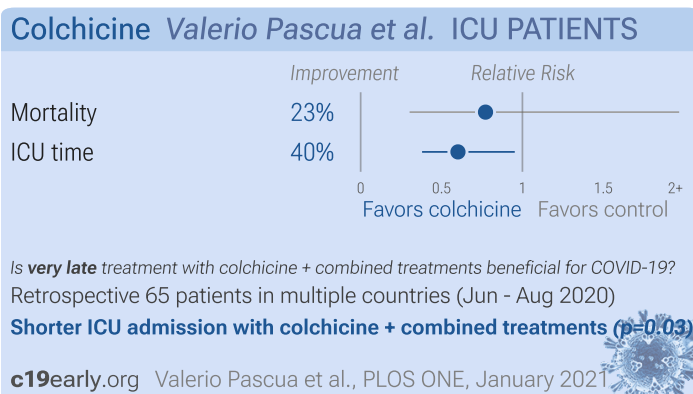 Colchicine Valerio Pascua et al. ICU PATIENTS
Improvement Relative Risk
Mortality 23%
ICU time 40%
0 0.5 1 1.5 2+
Favors colchicine Favors control
Is very late treatment with colchicine + combined treatments beneficial for COVID-19?
Retrospective 65 patients in multiple countries (Jun - Aug 2020)
Shorter ICU admission with colchicine + combined treatments (p=0.03)
c19early.org Valerio Pascua et al., PLOS ONE, January 2021